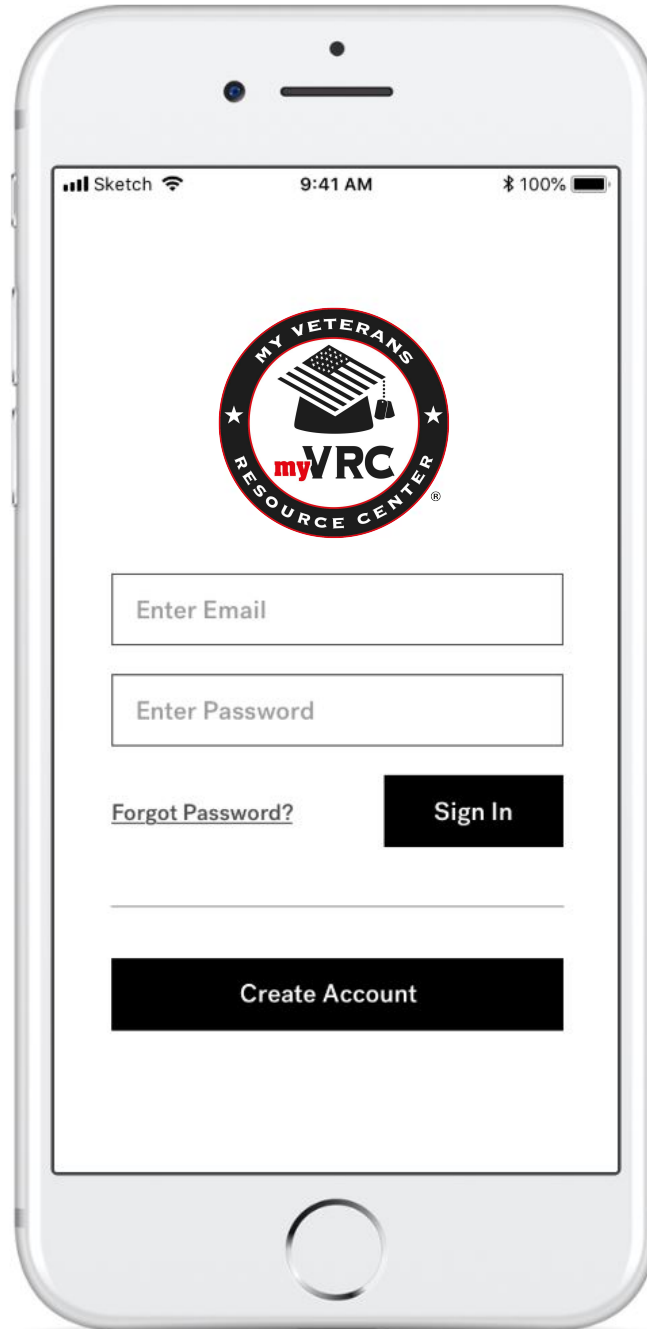 Sketch 9:41 AM 100%
MY VETERANS
myVRC
RESOURCE CENTER
®
Enter Email
Enter Password
Forgot Password? Sign In
Create Account